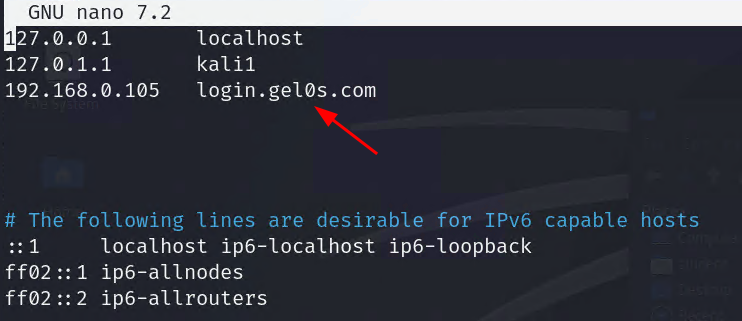 GNU nano 7.2
127.0.0.1 localhost
127.0.1.1 kali1
192.168.0.105 login.gel0s.com
# The following lines are desirable for IPv6 capable hosts
::1 localhost ip6-localhost ip6-loopback
ff02::1 ip6-allnodes
ff02::2 ip6-allrouters